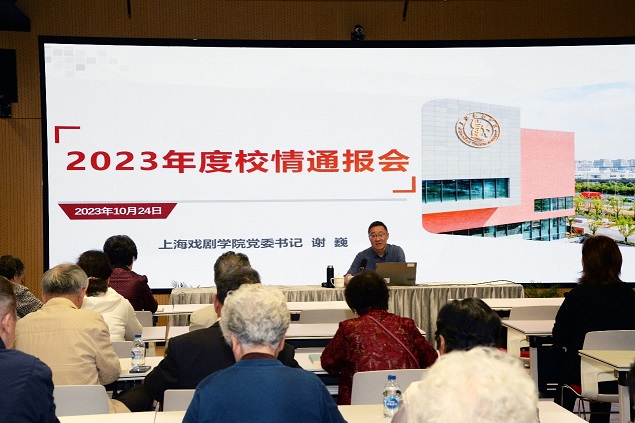 2023年度校情通报会
2023年10月24日
上海戏剧学院党委书记 谢 巍